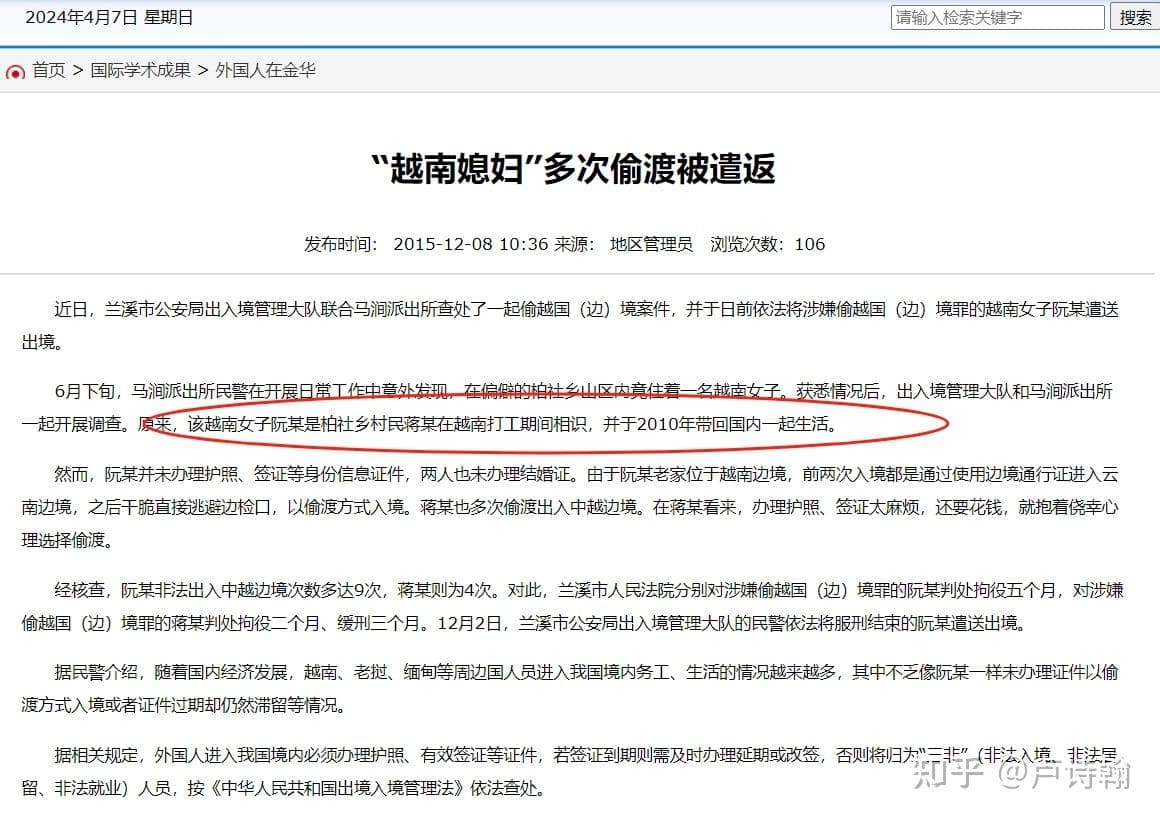 2024年4月7日 星期日
请输入检索关键字
搜索
首页 > 国际学术成果 > 外国人在金华
“越南媳妇”多次偷渡被遣返
发布时间： 2015-12-08 10:36 来源： 地区管理员 浏览次数：106
近日，兰溪市公安局出入境管理大队联合马涧派出所查处了一起偷越国（边）境案件，并于日前依法将涉嫌偷越国（边）境罪的越南女子阮某遣送
出境。
6月下旬，马涧派出所民警在开展日常工作中意外发现，在偏僻的柏社乡山区内竟住着一名越南女子。获悉情况后，出入境管理大队和马涧派出所
一起开展调查。原来，该越南女子阮某是柏社乡村民蒋某在越南打工期间相识，并于2010年带回国内一起生活。
然而，阮某并未办理护照、签证等身份信息证件，两人也未办理结婚证。由于阮某老家位于越南边境，前两次入境都是通过使用边境通行证进入云
南边境，之后干脆直接逃避边检口，以偷渡方式入境。蒋某也多次偷渡出入中越边境。在蒋某看来，办理护照、签证太麻烦，还要花钱，就抱着侥幸心
理选择偷渡。
经核查，阮某非法出入中越边境次数多达9次，蒋某则为4次。对此，兰溪市人民法院分别对涉嫌偷越国（边）境罪的阮某判处拘役五个月，对涉嫌
偷越国（边）境罪的蒋某判处拘役二个月、缓刑三个月。12月2日，兰溪市公安局出入境管理大队的民警依法将服刑结束的阮某遣送出境。
据民警介绍，随着国内经济发展，越南、老挝、缅甸等周边国人员进入我国境内务工、生活的情况越来越多，其中不乏像阮某一样未办理证件以偷
渡方式入境或者证件过期却仍然滞留等情况。
据相关规定，外国人进入我国境内必须办理护照、有效签证等证件，若签证到期则需及时办理延期或改签，否则将归为“三非”（非法入境、非法居
留、非法就业）人员，按《中华人民共和国出境入境管理法》依法查处。
知乎 @卢诗翰